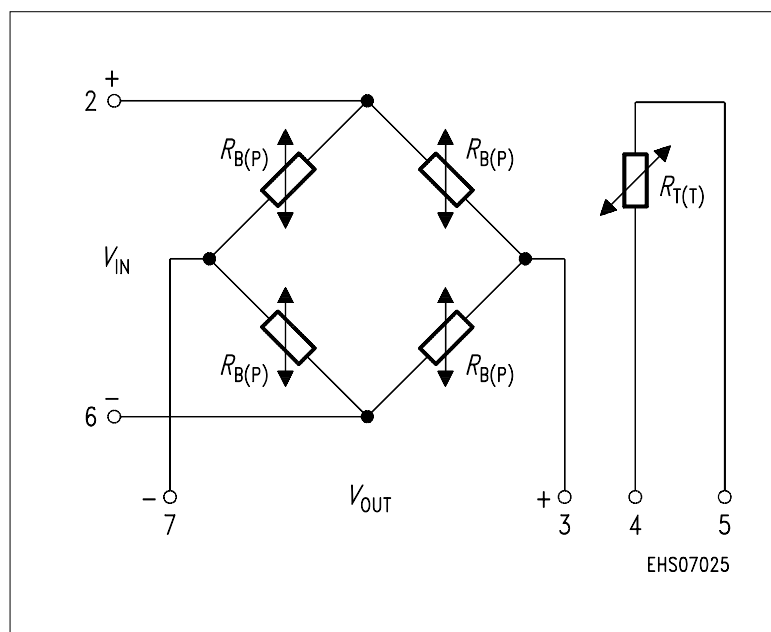 +
2
R_B(P) R_B(P)
R_T(T)
V_IN
R_B(P) R_B(P)
6 −
− V_OUT +
7 3 4 5
EHS07025